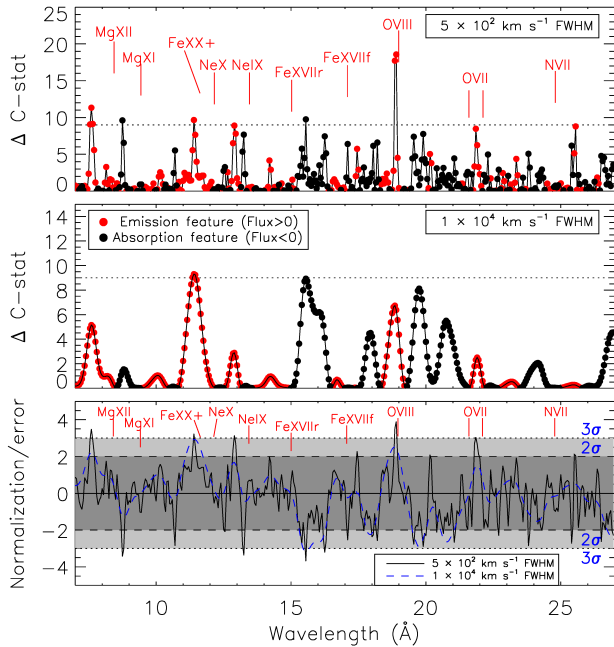 25
20
15
10
5
0
Δ C-stat
5 × 10² km s⁻¹ FWHM
MgXII
MgXI
FeXX+
NeX
NeIX
FeXVIIr
FeXVIIf
OVIII
OVII
NVII
14
12
10
8
6
4
2
0
Δ C-stat
Emission feature (Flux>0)
Absorption feature (Flux<0)
1 × 10⁴ km s⁻¹ FWHM
4
2
0
-2
-4
Normalization/error
MgXII
MgXI
FeXX+
NeX
NeIX
FeXVIIr
FeXVIIf
OVIII
OVII
NVII
3σ
2σ
2σ
3σ
5 × 10² km s⁻¹ FWHM
1 × 10⁴ km s⁻¹ FWHM
10
15
20
25
Wavelength (Å)